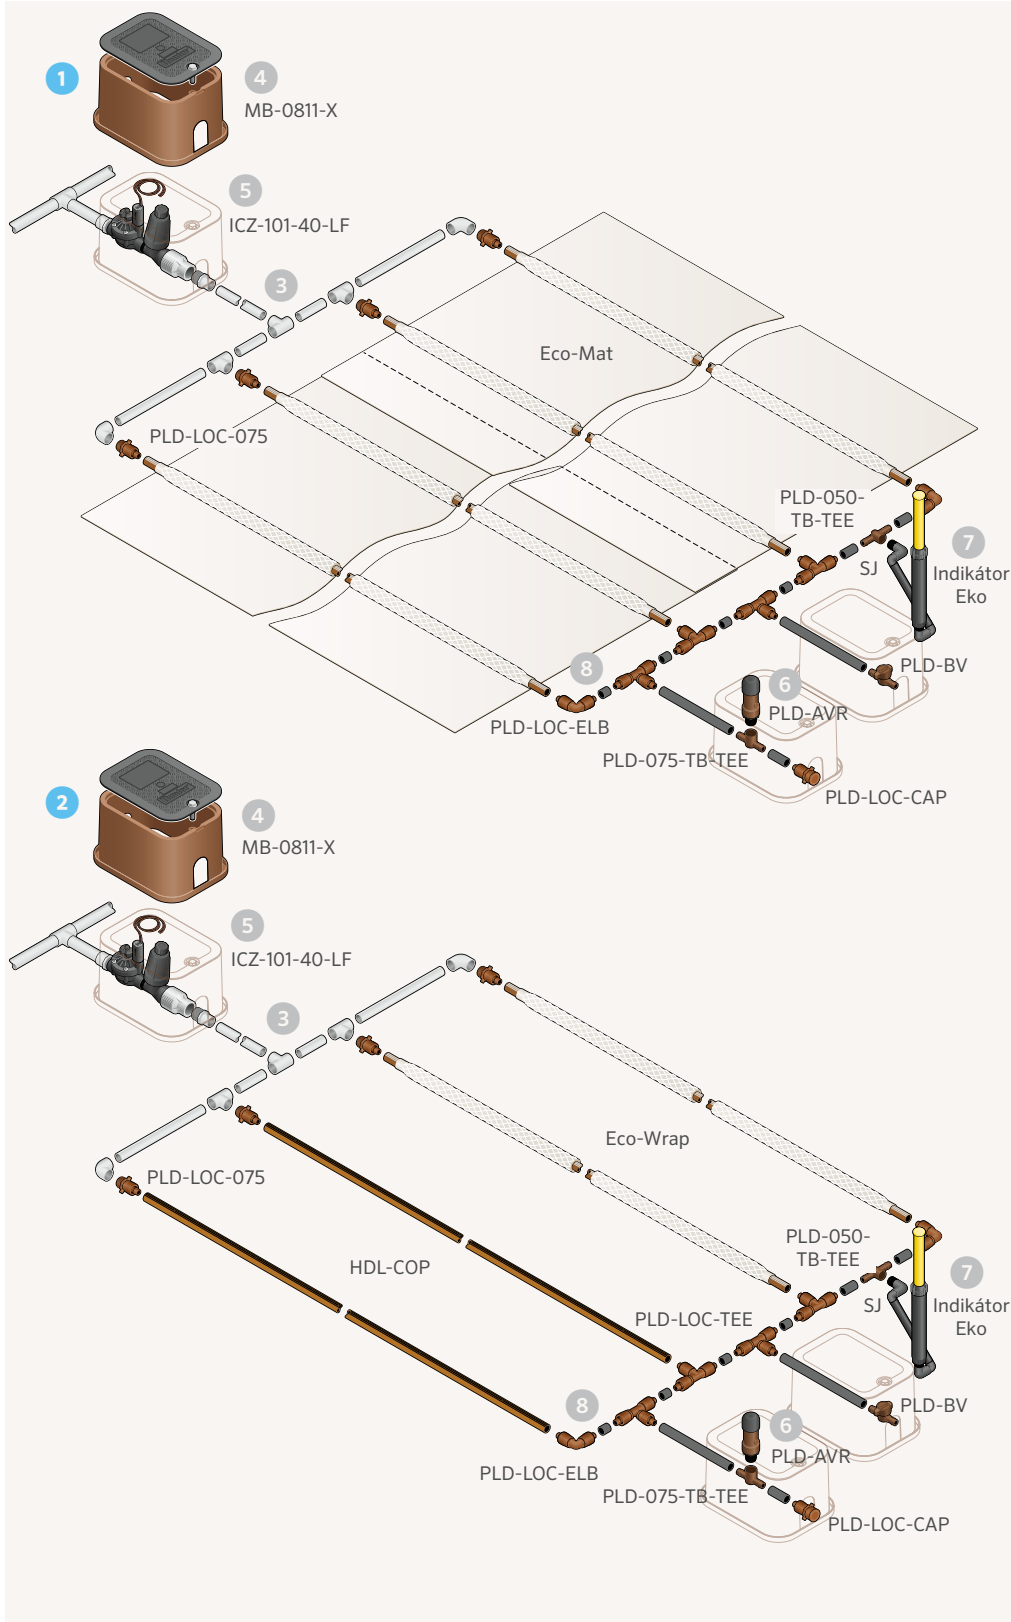 1
4
MB-0811-X
5
ICZ-101-40-LF
3
Eco-Mat
PLD-LOC-075
PLD-050-
TB-TEE
7
SJ
Indikátor
Eko
8
PLD-BV
6
PLD-AVR
PLD-LOC-ELB
PLD-075-TB-TEE
PLD-LOC-CAP
2
4
MB-0811-X
5
ICZ-101-40-LF
3
Eco-Wrap
PLD-LOC-075
PLD-050-
TB-TEE
HDL-COP
7
SJ
Indikátor
Eko
PLD-LOC-TEE
8
PLD-BV
6
PLD-AVR
PLD-LOC-ELB
PLD-075-TB-TEE
PLD-LOC-CAP